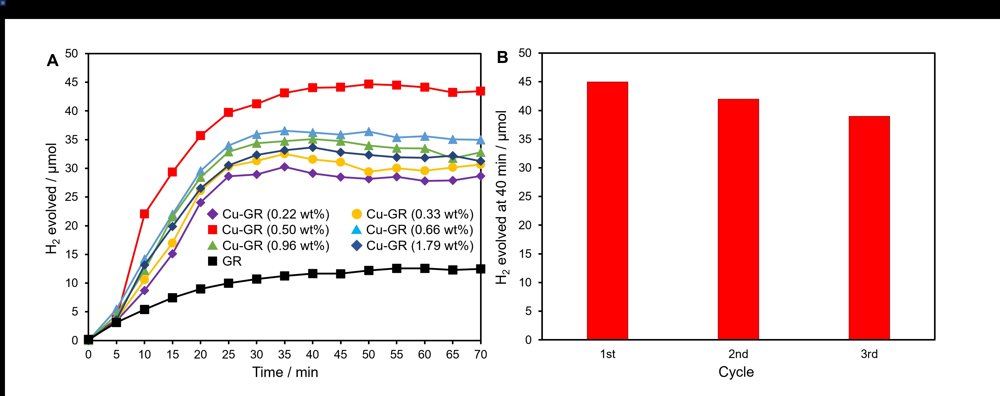 A
50
45
40
35
30
25
20
15
10
5
0
H2 evolved / µmol
Cu-GR (0.22 wt%) Cu-GR (0.33 wt%)
Cu-GR (0.50 wt%) Cu-GR (0.66 wt%)
Cu-GR (0.96 wt%) Cu-GR (1.79 wt%)
GR
0 5 10 15 20 25 30 35 40 45 50 55 60 65 70
Time / min
B
50
45
40
35
30
25
20
15
10
5
0
H2 evolved at 40 min / µmol
1st 2nd 3rd
Cycle